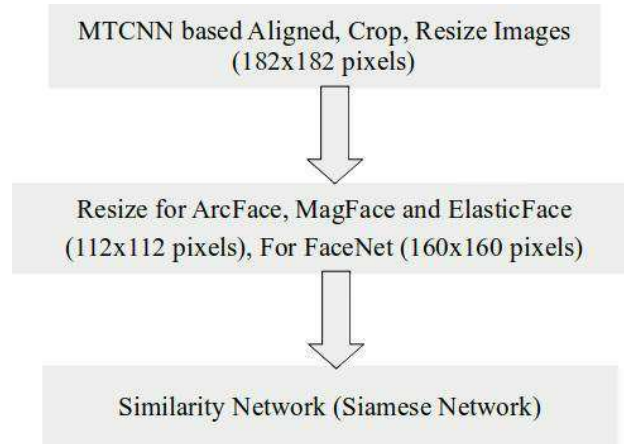 MTCNN based Aligned, Crop, Resize Images
(182x182 pixels)
Resize for ArcFace, MagFace and ElasticFace
(112x112 pixels), For FaceNet (160x160 pixels)
Similarity Network (Siamese Network)